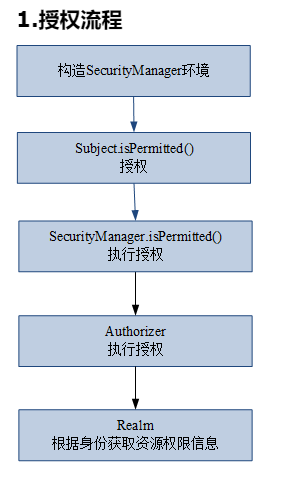 1.授权流程
构造SecurityManager环境
Subject.isPermitted()
授权
SecurityManager.isPermitted()
执行授权
Authorizer
执行授权
Realm
根据身份获取资源权限信息